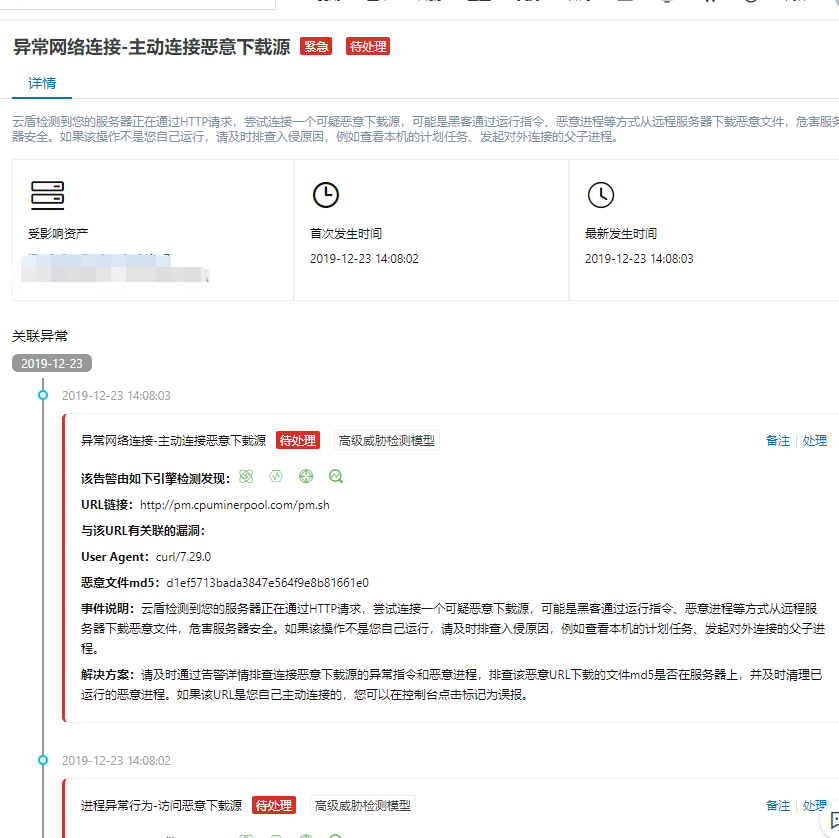 异常网络连接-主动连接恶意下载源 紧急 待处理
详情
云盾检测到您的服务器正在通过HTTP请求，尝试连接一个可疑恶意下载源，可能是黑客通过运行指令、恶意进程等方式从远程服务器下载恶意文件，危害服务
器安全。如果该操作不是您自己运行，请及时排查入侵原因，例如查看本机的计划任务、发起对外连接的父子进程。
受影响资产
首次发生时间
2019-12-23 14:08:02
最新发生时间
2019-12-23 14:08:03
关联异常
2019-12-23
2019-12-23 14:08:03
异常网络连接-主动连接恶意下载源 待处理 高级威胁检测模型 备注 处理
该告警由如下引擎检测发现：
URL链接：http://pm.cpuminerpool.com/pm.sh
与该URL有关联的漏洞：
User Agent：curl/7.29.0
恶意文件md5：d1ef5713bada3847e564f9e8b81661e0
事件说明：云盾检测到您的服务器正在通过HTTP请求，尝试连接一个可疑恶意下载源，可能是黑客通过运行指令、恶意进程等方式从远程服
务器下载恶意文件，危害服务器安全。如果该操作不是您自己运行，请及时排查入侵原因，例如查看本机的计划任务、发起对外连接的父子进
程。
解决方案：请及时通过告警详情排查连接恶意下载源的异常指令和恶意进程，排查该恶意URL下载的文件md5是否在服务器上，并及时清理已
运行的恶意进程。如果该URL是您自己主动连接的，您可以在控制台点击标记为误报。
2019-12-23 14:08:02
进程异常行为-访问恶意下载源 待处理 高级威胁检测模型 备注 处理